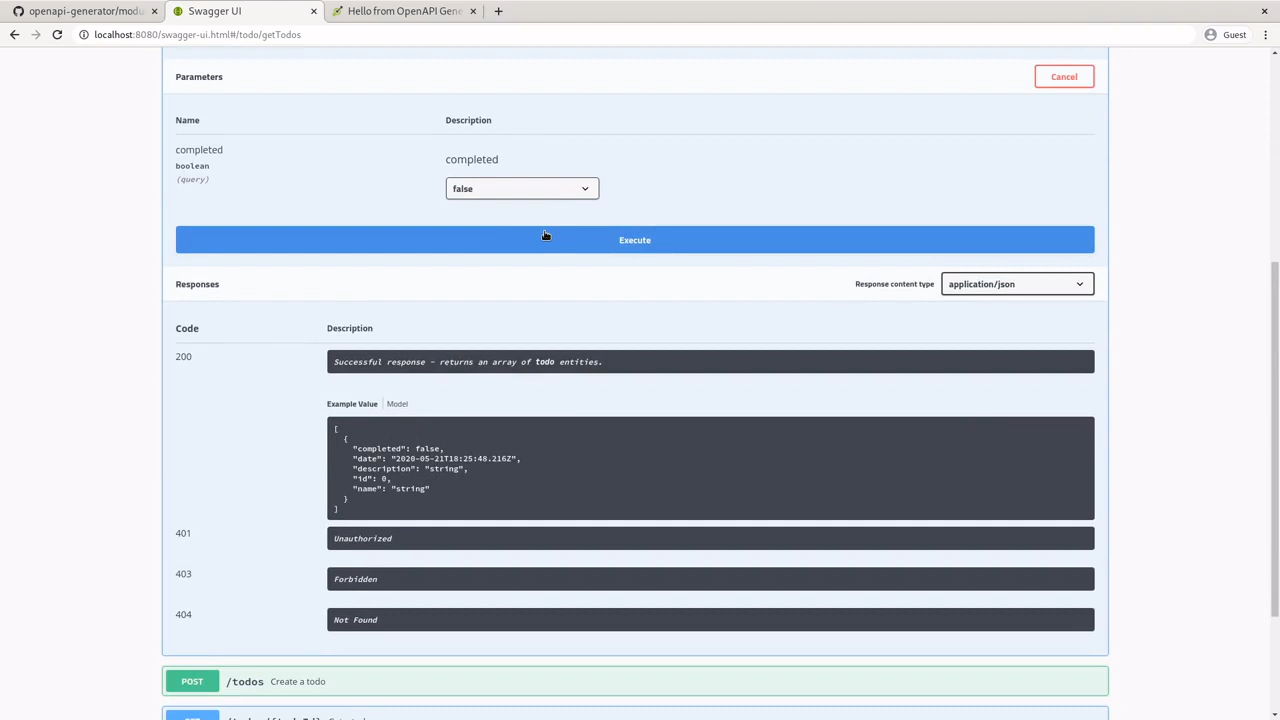 openapi-generator/modu
Swagger UI
Hello from OpenAPI Gene
localhost:8080/swagger-ui.html#/todo/getTodos
Guest
Parameters
Cancel
Name Description
completed
boolean
(query)
completed
false
Execute
Responses
Response content type
application/json
Code Description
200
Successful response - returns an array of todo entities.
Example Value Model
[
{
"completed": false,
"date": "2020-05-21T18:25:48.216Z",
"description": "string",
"id": 0,
"name": "string"
}
]
401
Unauthorized
403
Forbidden
404
Not Found
POST /todos Create a todo